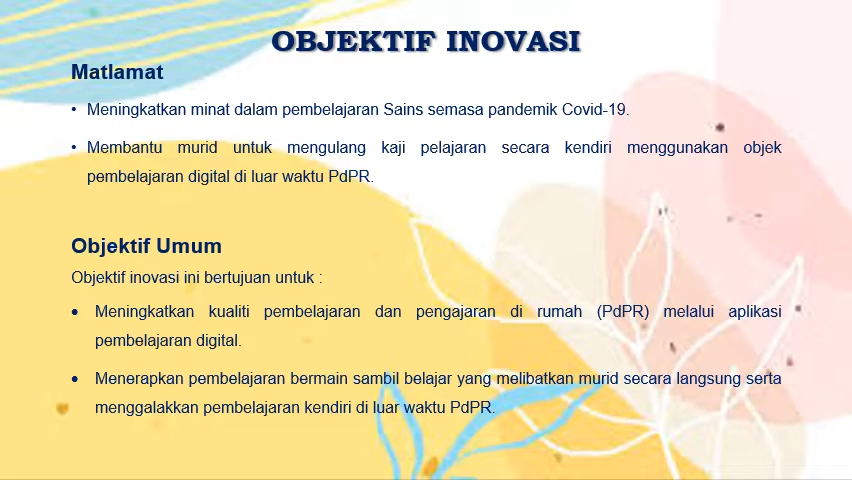 OBJEKTIF INOVASI
Matlamat
• Meningkatkan minat dalam pembelajaran Sains semasa pandemik Covid-19.
• Membantu murid untuk mengulang kaji pelajaran secara kendiri menggunakan objek
pembelajaran digital di luar waktu PdPR.
Objektif Umum
Objektif inovasi ini bertujuan untuk :
• Meningkatkan kualiti pembelajaran dan pengajaran di rumah (PdPR) melalui aplikasi
pembelajaran digital.
• Menerapkan pembelajaran bermain sambil belajar yang melibatkan murid secara langsung serta
menggalakkan pembelajaran kendiri di luar waktu PdPR.